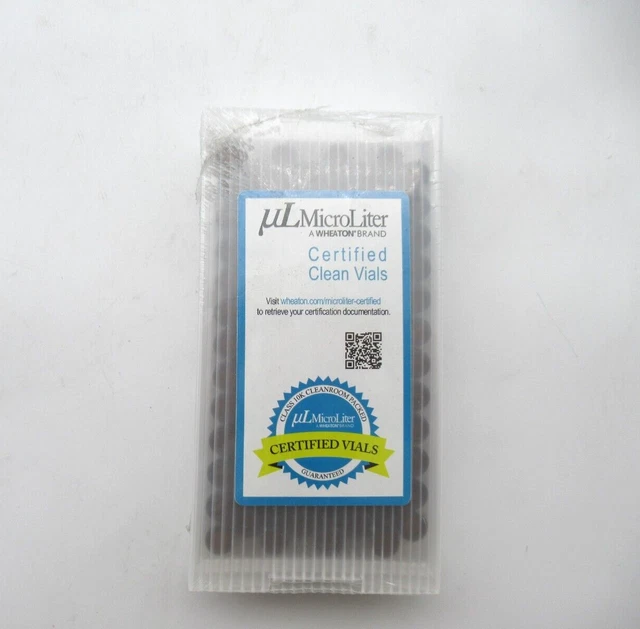 µL MicroLiter
A WHEATON® BRAND
Certified
Clean Vials
Visit wheaton.com/microliter-certified
to retrieve your certification documentation.
CLASS 10K CLEANROOM PACKED
µL MicroLiter
A WHEATON® BRAND
CERTIFIED VIALS
GUARANTEED